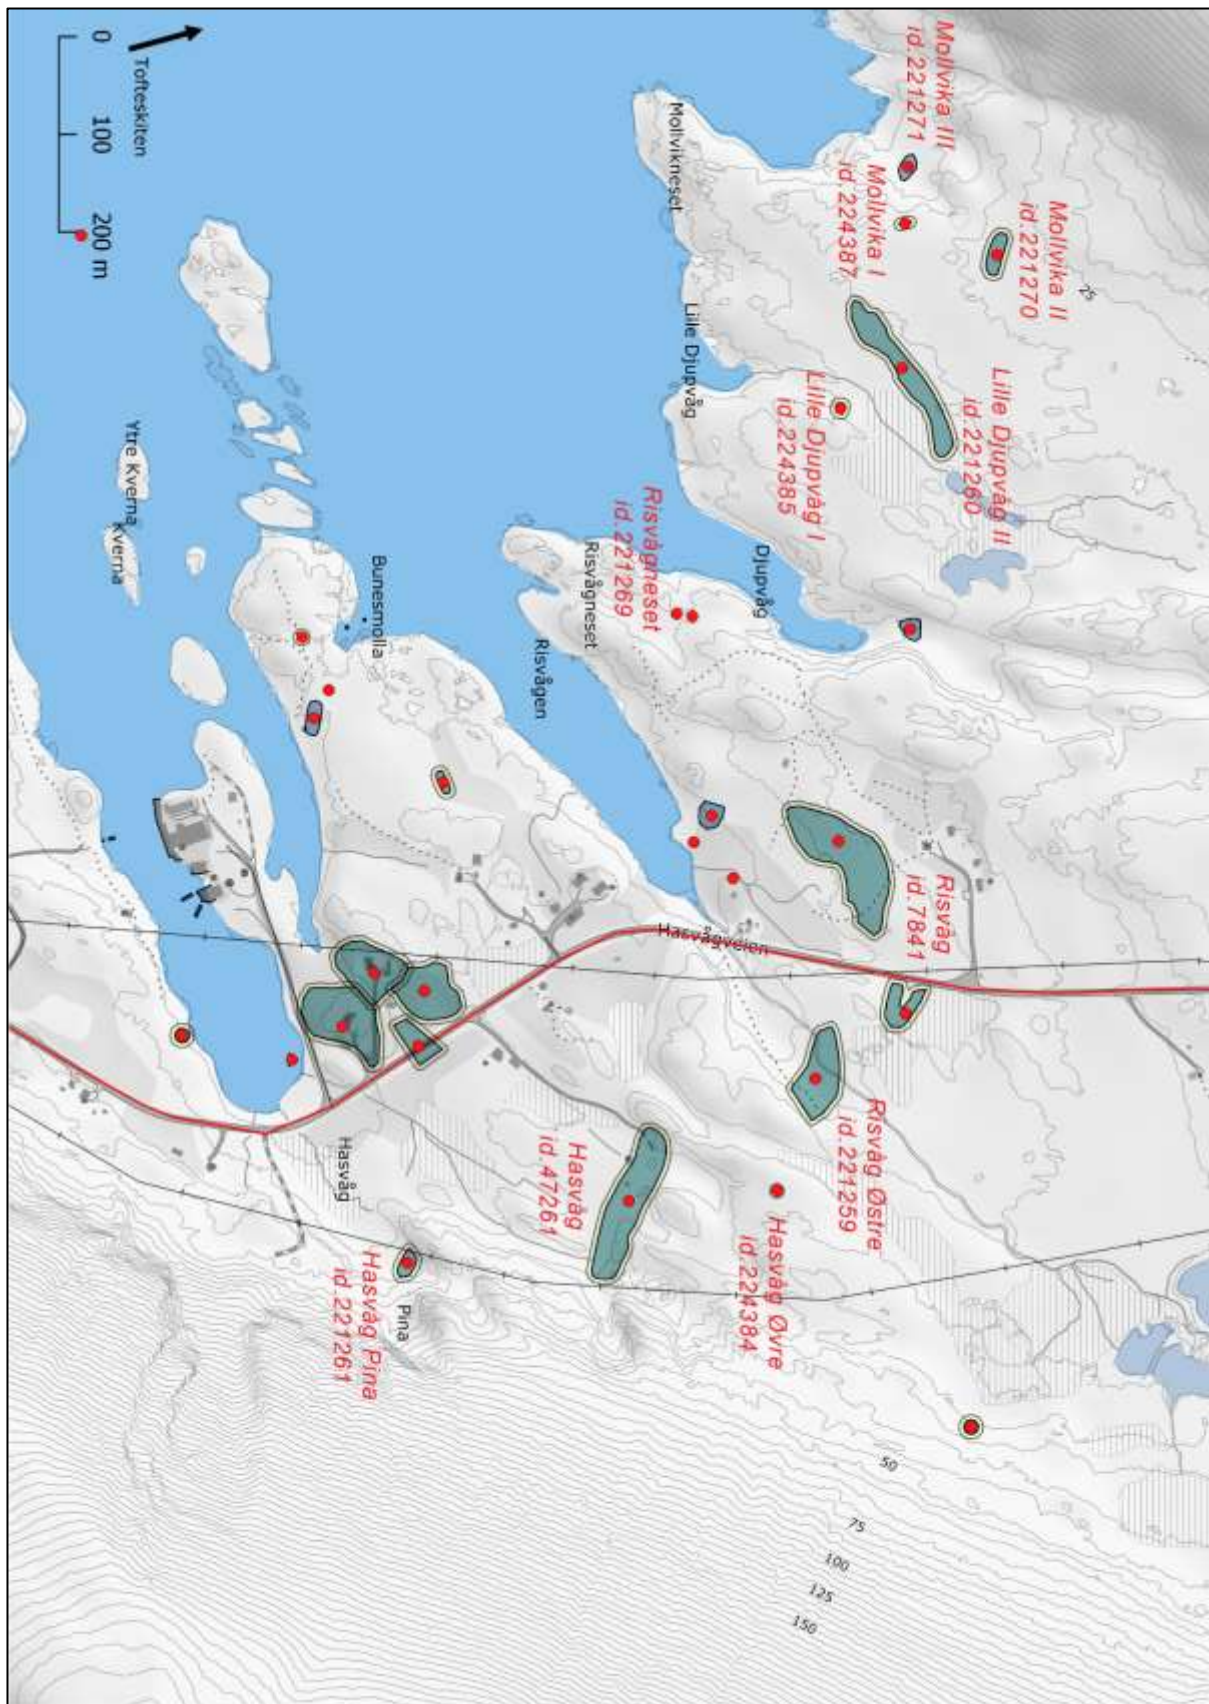 Mollvika III
id.221271
Mollvika I
id.224387
Mollvika II
id.221270
25
Lille Djupvåg II
id.221260
Lille Djupvåg I
id.224385
Risvågneset
id.221269
Risvåg
id.7841
Risvåg Østre
id.221259
Hasvåg
id.47261
Hasvåg Øvre
id.224384
Hasvåg Pina
id.221261
Mollvikneset
Lille Djupvåg
Djupvåg
Risvågneset
Risvågen
Bunesmolla
Ytre Kverna
Kverna
Hasvågveien
Hasvåg
Pina
50
75
100
125
150
Tofteskiten
0
100
200 m